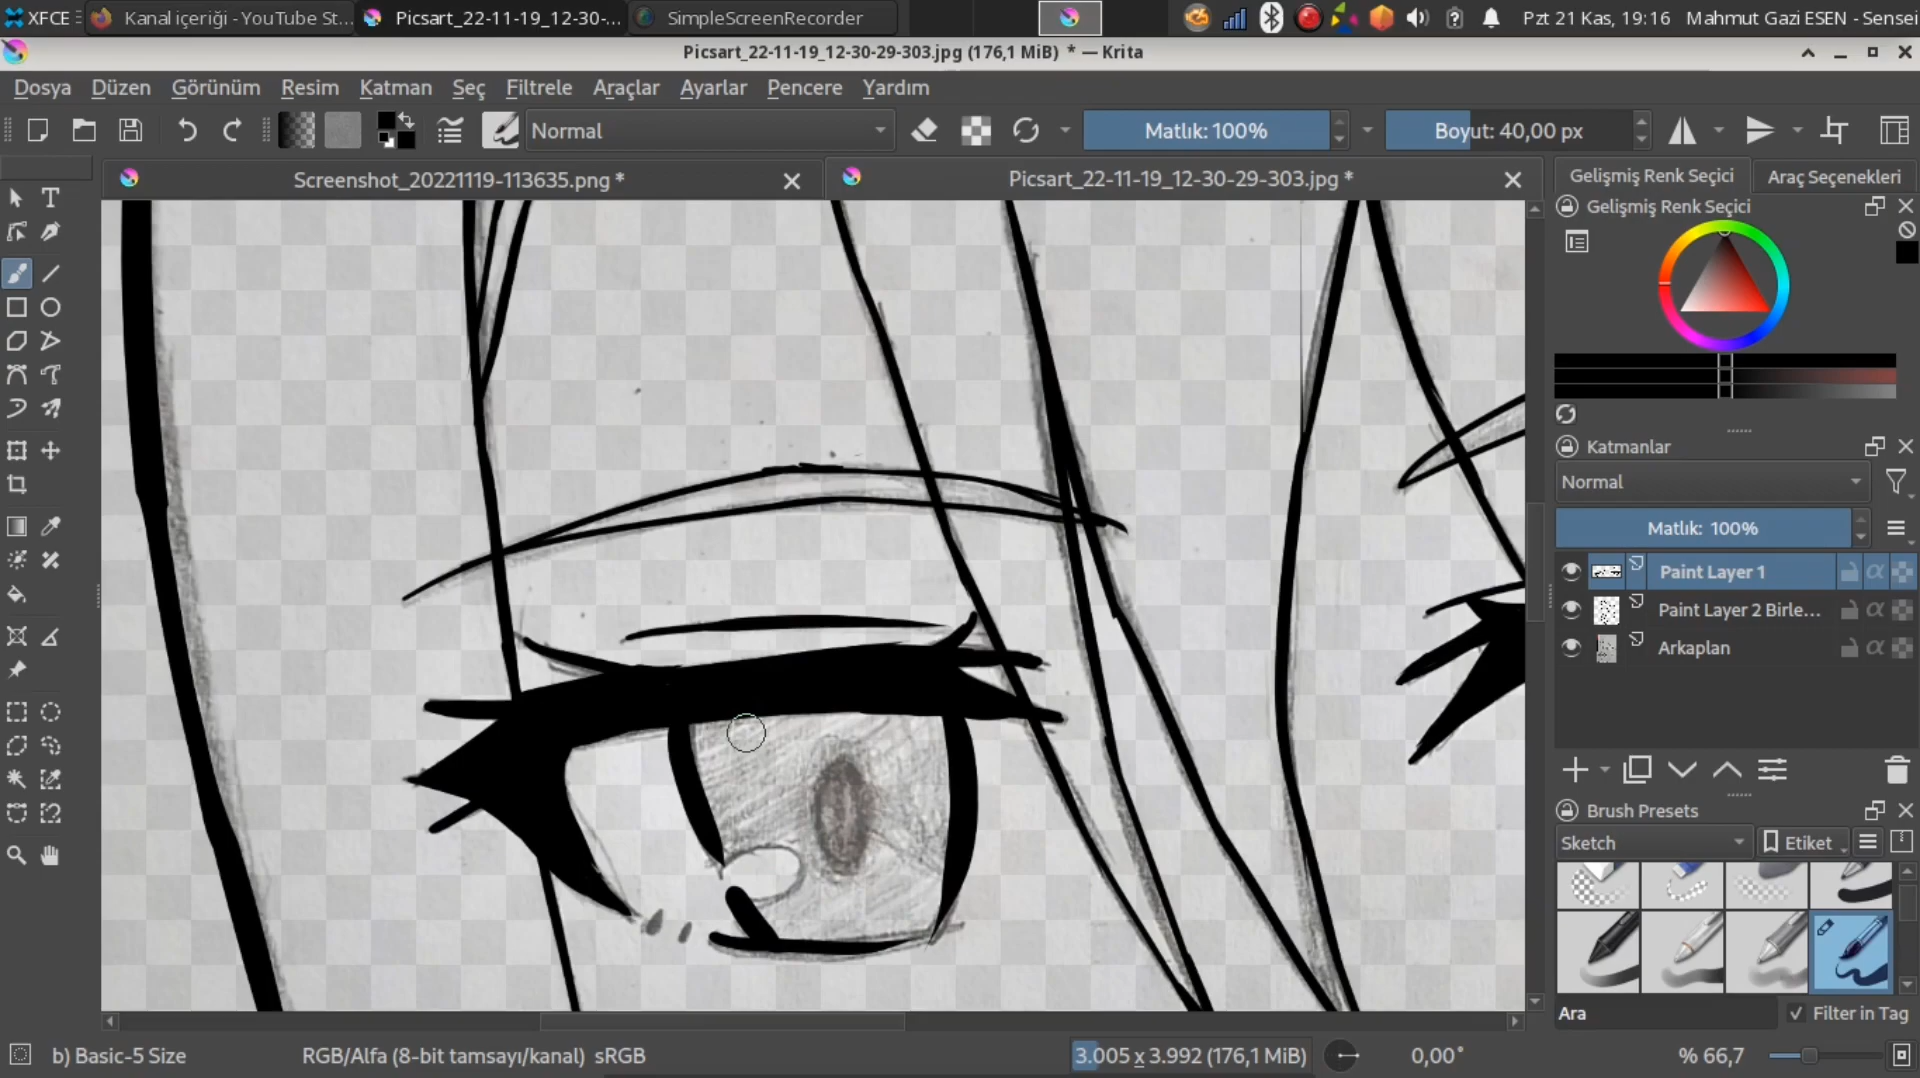 XFCE
Kanal içeriği - YouTube St...
Picsart_22-11-19_12-30-...
SimpleScreenRecorder
Pzt 21 Kas, 19:16
Mahmut Gazi ESEN - Sensei
Picsart_22-11-19_12-30-29-303.jpg (176,1 MiB) * — Krita
Dosya
Düzen
Görünüm
Resim
Katman
Seç
Filtrele
Araçlar
Ayarlar
Pencere
Yardım
Normal
Matlık: 100%
Boyut: 40,00 px
Screenshot_20221119-113635.png *
Picsart_22-11-19_12-30-29-303.jpg *
Gelişmiş Renk Seçici
Araç Seçenekleri
Gelişmiş Renk Seçici
Katmanlar
Normal
Matlık: 100%
Paint Layer 1
Paint Layer 2 Birle...
Arkaplan
Brush Presets
Sketch
Etiket
Ara
Filter in Tag
b) Basic-5 Size
RGB/Alfa (8-bit tamsayı/kanal) sRGB
3.005 x 3.992 (176,1 MiB)
0,00°
% 66,7